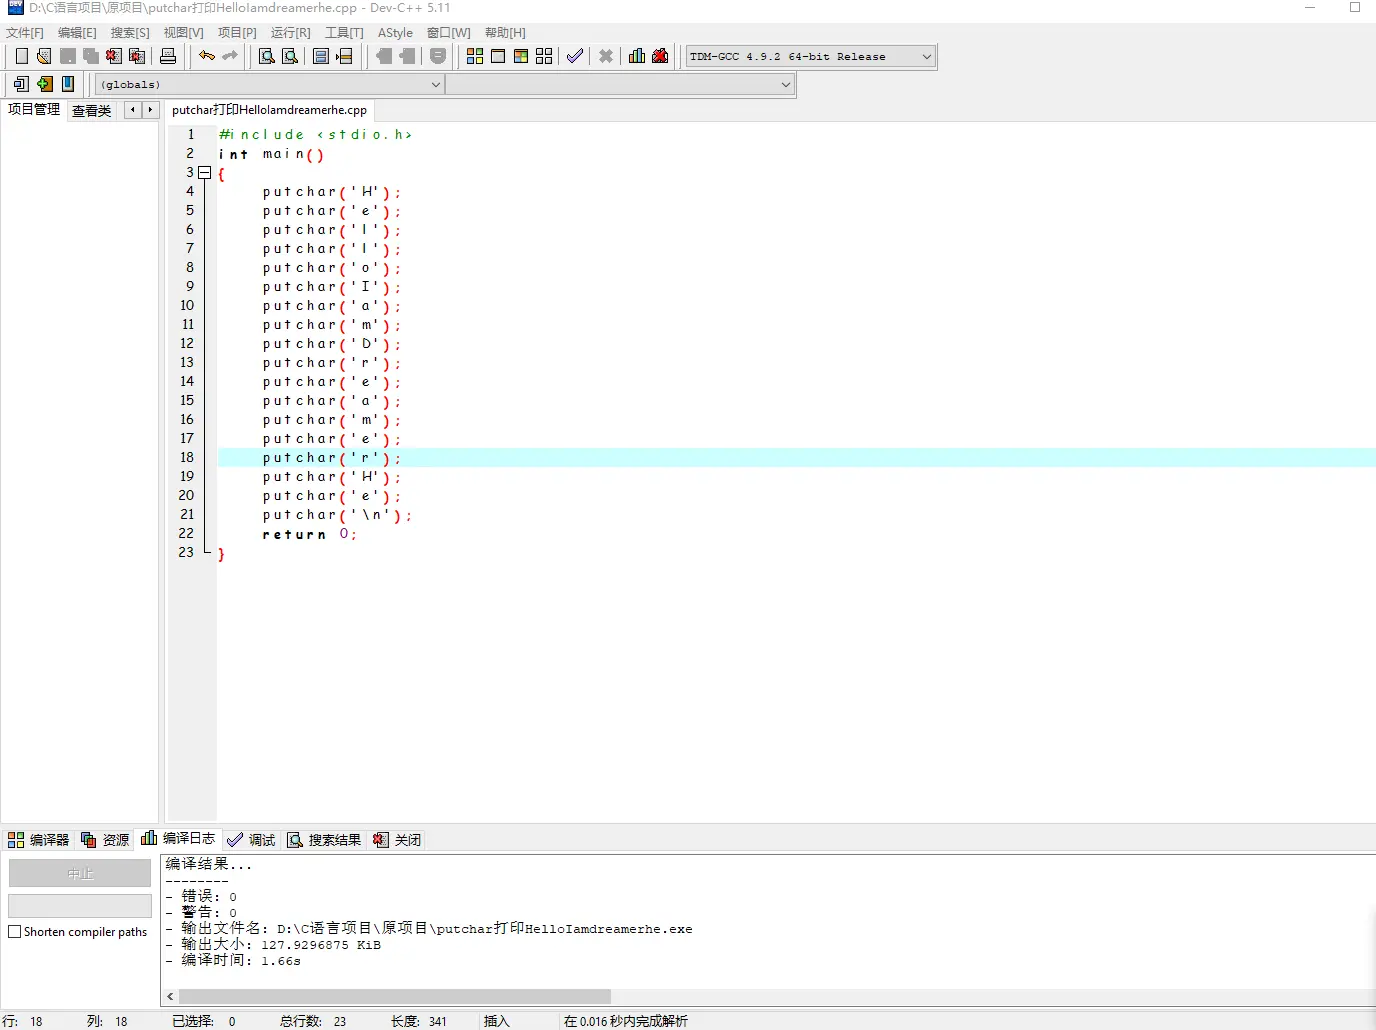 D:\C语言项目\原项目\putchar打印HelloIamdreamerhe.cpp - Dev-C++ 5.11
文件[F] 编辑[E] 搜索[S] 视图[V] 项目[P] 运行[R] 工具[T] AStyle 窗口[W] 帮助[H]
TDM-GCC 4.9.2 64-bit Release
(globals)
项目管理 查看类 putchar打印HelloIamdreamerhe.cpp
1 #include <stdio.h>
2 int main()
3 {
4 putchar('H');
5 putchar('e');
6 putchar('l');
7 putchar('l');
8 putchar('o');
9 putchar('I');
10 putchar('a');
11 putchar('m');
12 putchar('D');
13 putchar('r');
14 putchar('e');
15 putchar('a');
16 putchar('m');
17 putchar('e');
18 putchar('r');
19 putchar('H');
20 putchar('e');
21 putchar('\n');
22 return 0;
23 }
编译器 资源 编译日志 调试 搜索结果 关闭
中止
Shorten compiler paths
编译结果...
--------
- 错误: 0
- 警告: 0
- 输出文件名: D:\C语言项目\原项目\putchar打印HelloIamdreamerhe.exe
- 输出大小: 127.9296875 KiB
- 编译时间: 1.66s
行: 18 列: 18 已选择: 0 总行数: 23 长度: 341 插入 在 0.016 秒内完成解析